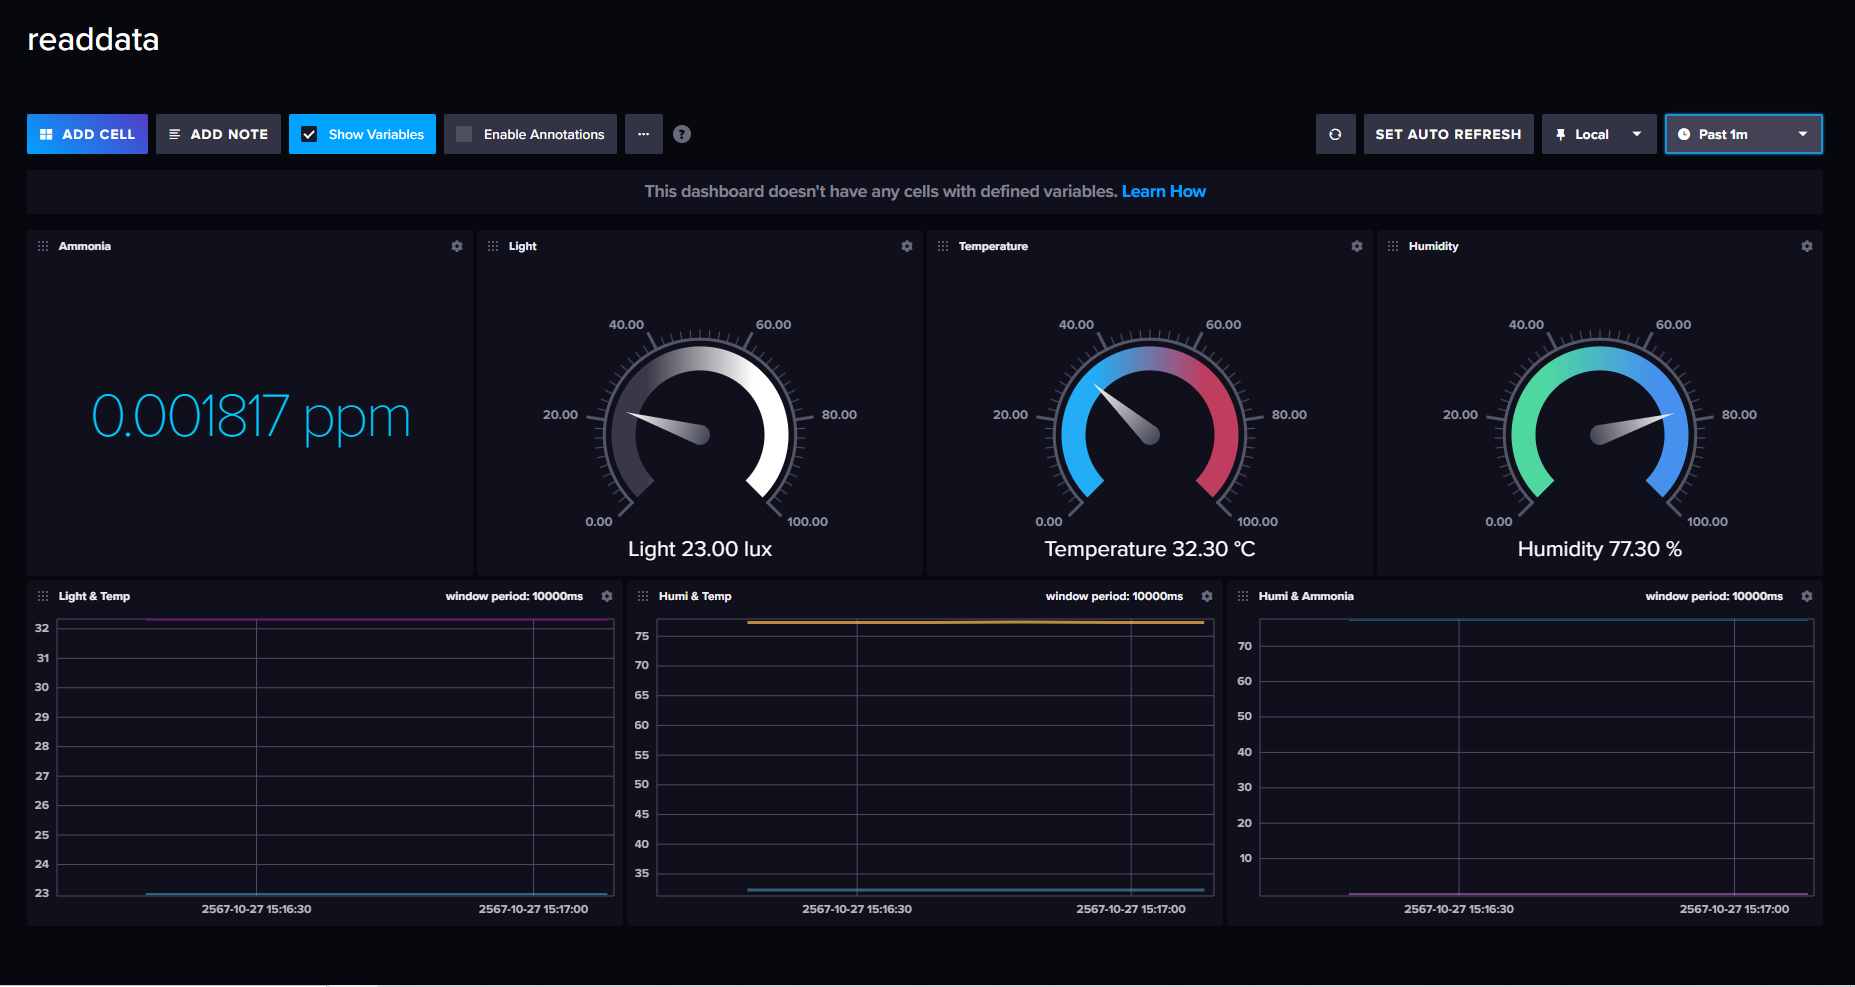 readdata
ADD CELL
ADD NOTE
Show Variables
Enable Annotations
...
?
SET AUTO REFRESH
Local
Past 1m
This dashboard doesn't have any cells with defined variables. Learn How
Ammonia
0.001817 ppm
Light
40.00 60.00
20.00 80.00
0.00 100.00
Light 23.00 lux
Temperature
40.00 60.00
20.00 80.00
0.00 100.00
Temperature 32.30 °C
Humidity
40.00 60.00
20.00 80.00
0.00 100.00
Humidity 77.30 %
Light & Temp window period: 10000ms
32
31
30
29
28
27
26
25
24
23
2567-10-27 15:16:30 2567-10-27 15:17:00
Humi & Temp window period: 10000ms
75
70
65
60
55
50
45
40
35
2567-10-27 15:16:30 2567-10-27 15:17:00
Humi & Ammonia window period: 10000ms
70
60
50
40
30
20
10
2567-10-27 15:16:30 2567-10-27 15:17:00